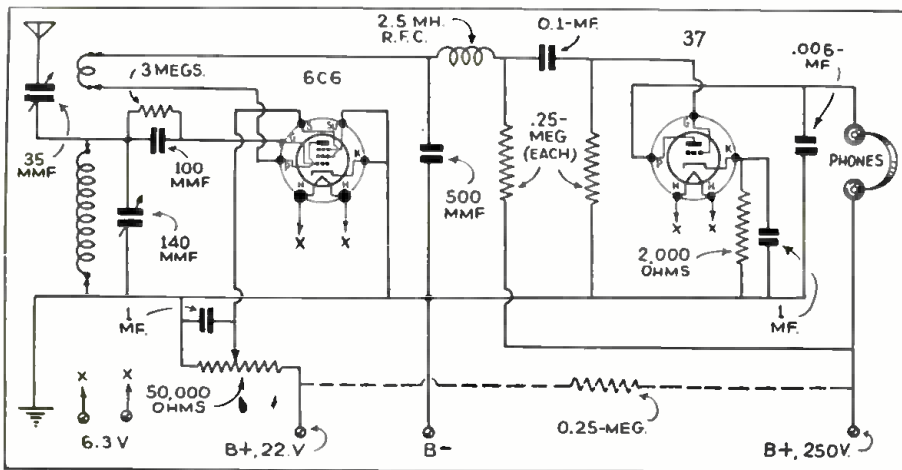 2.5 MH.
R.F.C.
0.1-MF.
37
.006-
MF.
3 MEGS.
6C6
35
MMF
100
MMF
140
MMF
G
S
SU
P
K
H
H
X
X
500
MMF
.25-
MEG
(EACH)
G
P
K
H
H
X
X
PHONES
2,000
OHMS
1
MF.
1
MF.
X
X
6.3 V
50,000
OHMS
0.25-MEG.
B+, 22.V
B-
B+, 250V.